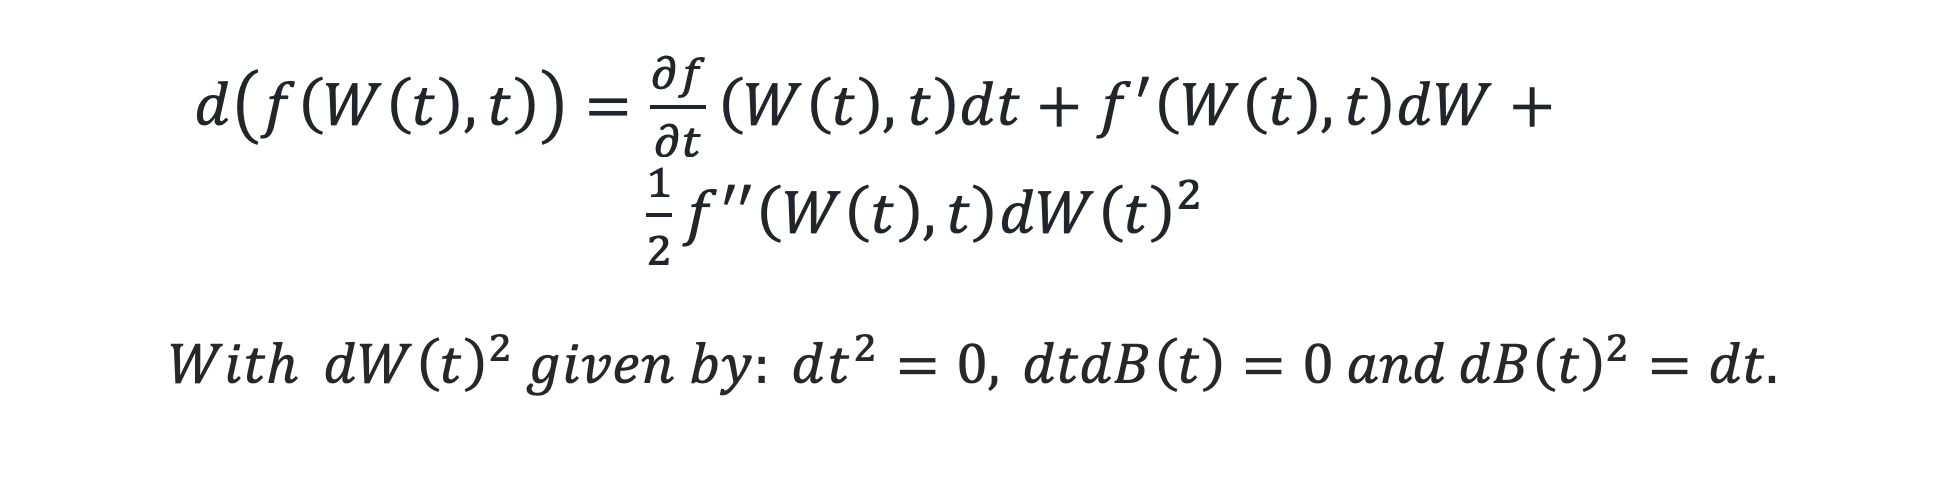 d(f(W(t), t)) = ∂f/∂t (W(t), t)dt + f′(W(t), t)dW +
1/2 f″(W(t), t)dW(t)²
With dW(t)² given by: dt² = 0, dtdB(t) = 0 and dB(t)² = dt.